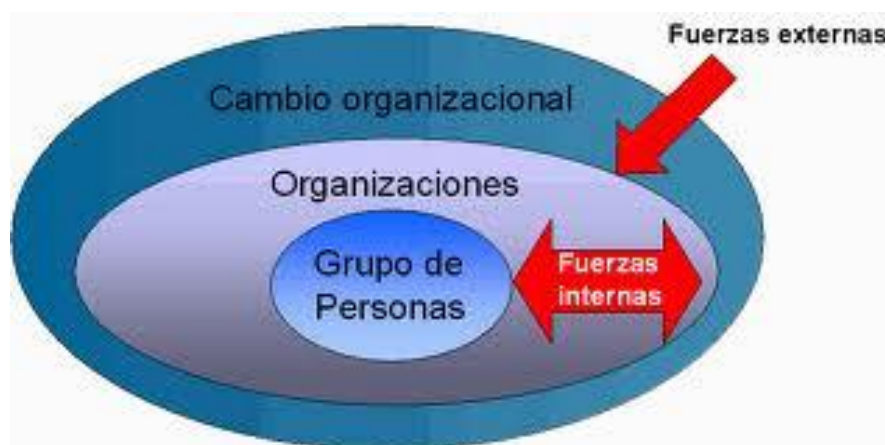 Fuerzas externas
Cambio organizacional
Organizaciones
Grupo de
Personas
Fuerzas
internas